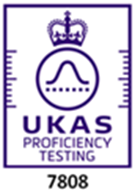 UKAS
PROFICIENCY
TESTING
7808